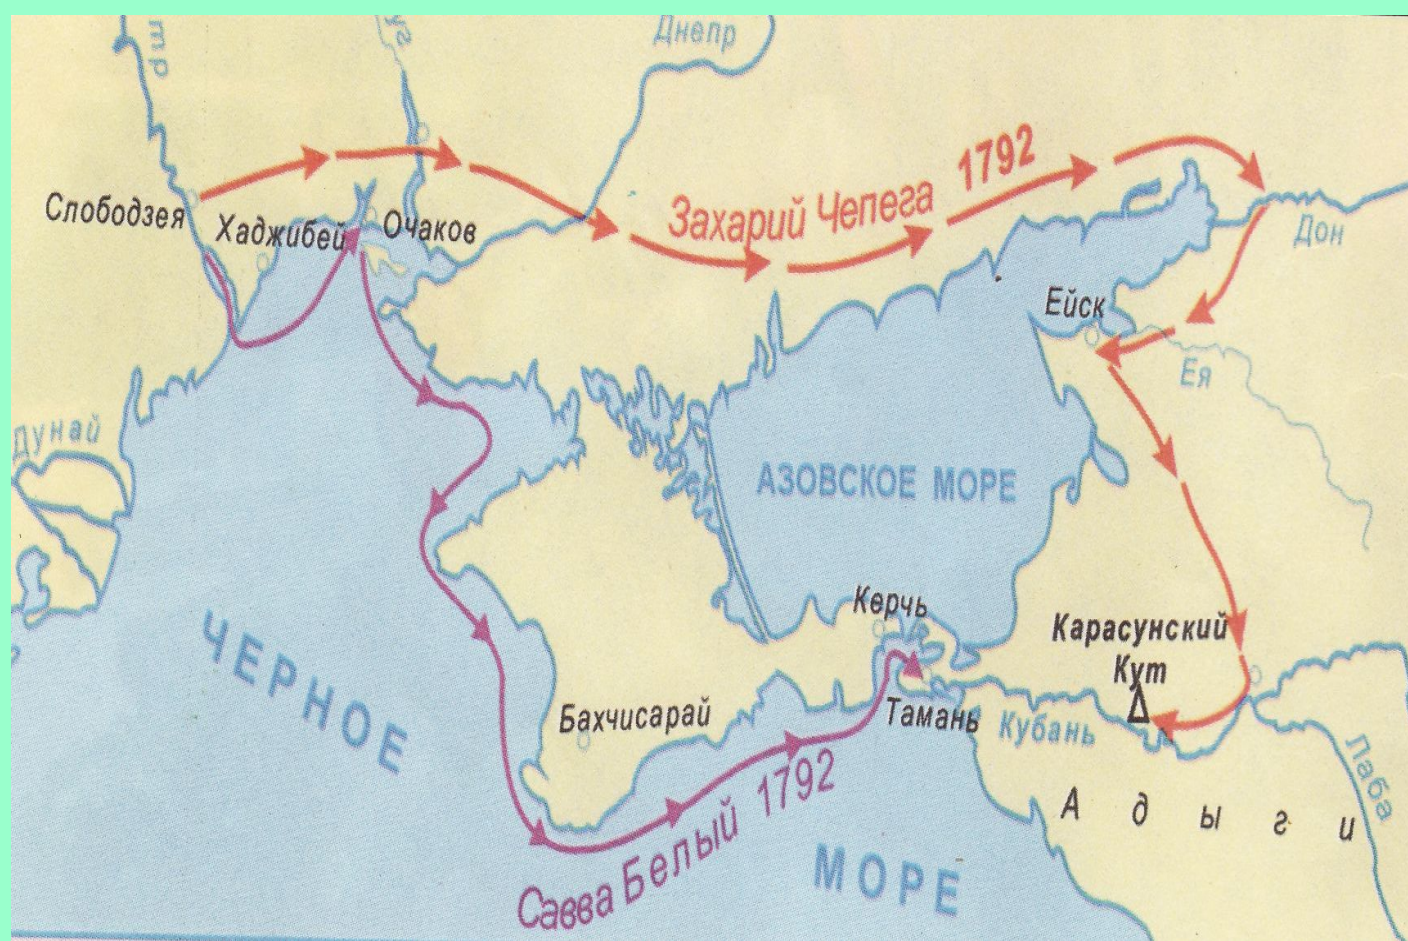 Днепр
Захарий Чепега 1792
Слободзея
Хаджибей
Очаков
Дон
Ейск
Ея
Дунай
АЗОВСКОЕ МОРЕ
Керчь
Карасунский
Кут
ЧЕРНОЕ
Бахчисарай
Тамань
Кубань
Лаба
Савва Белый 1792
Адыги
МОРЕ